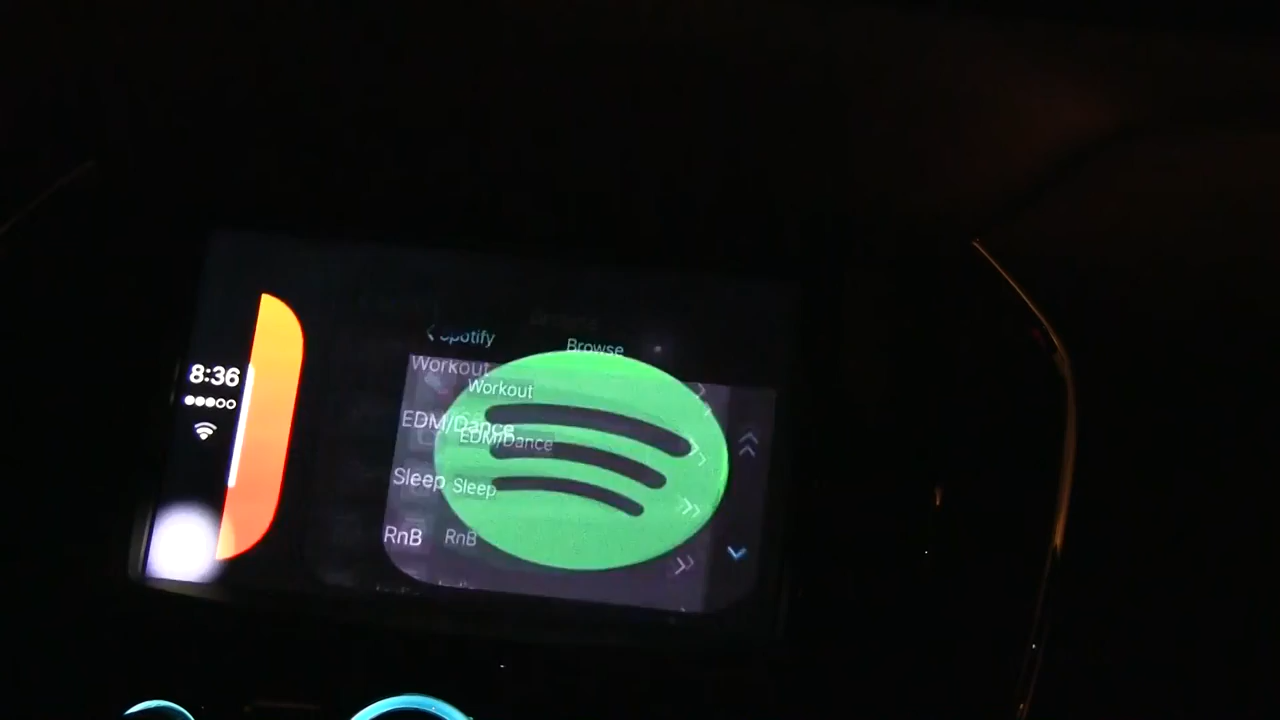 Spotify
Browse
8:36
Workout
Workout
EDM/Dance
EDM/Dance
Sleep
Sleep
RnB
RnB